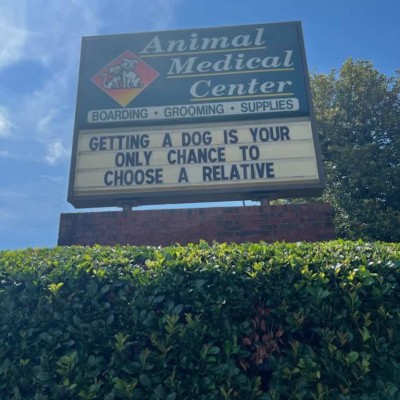 Animal
Medical
Center
BOARDING • GROOMING • SUPPLIES
GETTING A DOG IS YOUR
ONLY CHANCE TO
CHOOSE A RELATIVE